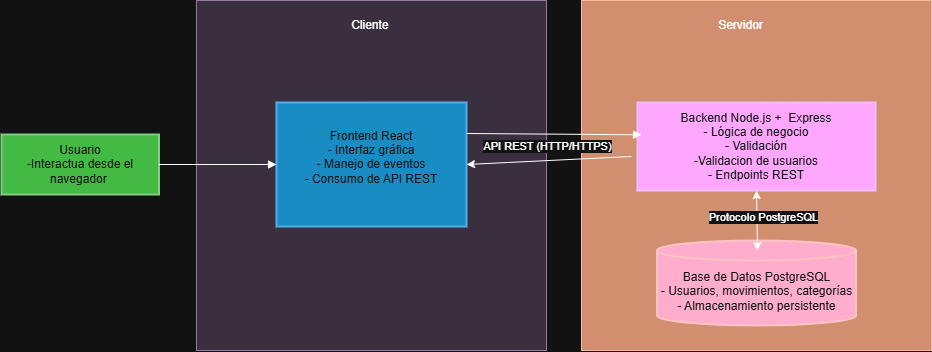 Cliente
Servidor
Usuario
-Interactua desde el
navegador
Frontend React
- Interfaz gráfica
- Manejo de eventos
- Consumo de API REST
API REST (HTTP/HTTPS)
Backend Node.js + Express
- Lógica de negocio
- Validación
-Validacion de usuarios
- Endpoints REST
Protocolo PostgreSQL
Base de Datos PostgreSQL
- Usuarios, movimientos, categorías
- Almacenamiento persistente